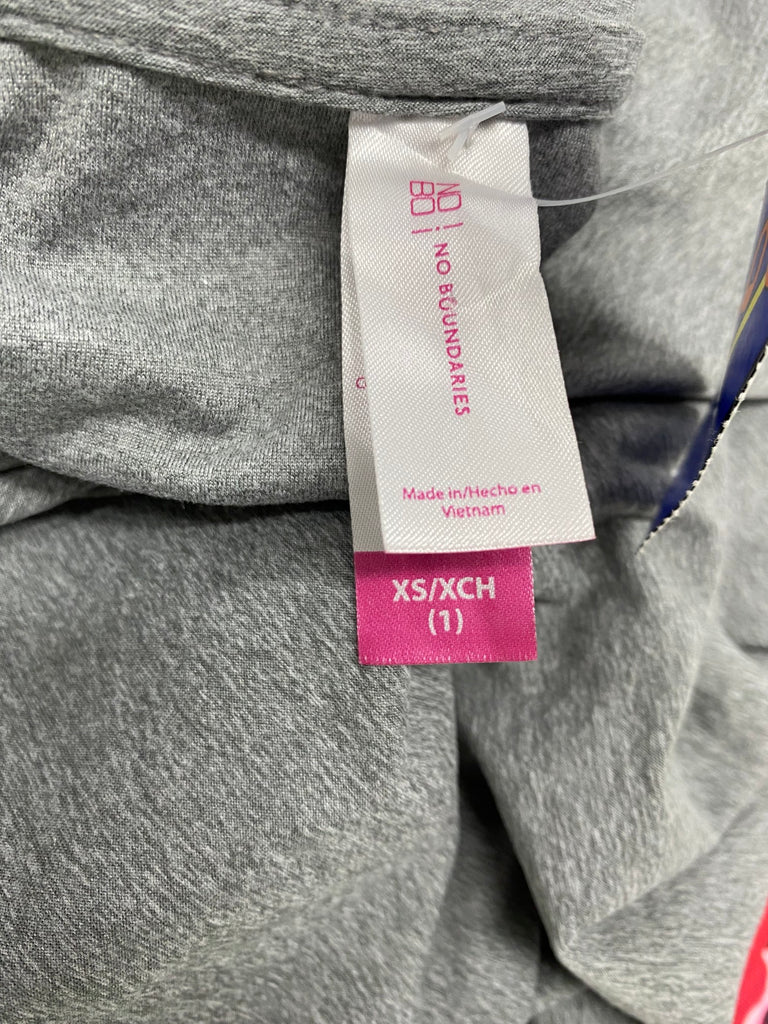 NO!
BO!
NO BOUNDARIES
Made in/Hecho en
Vietnam
XS/XCH
(1)